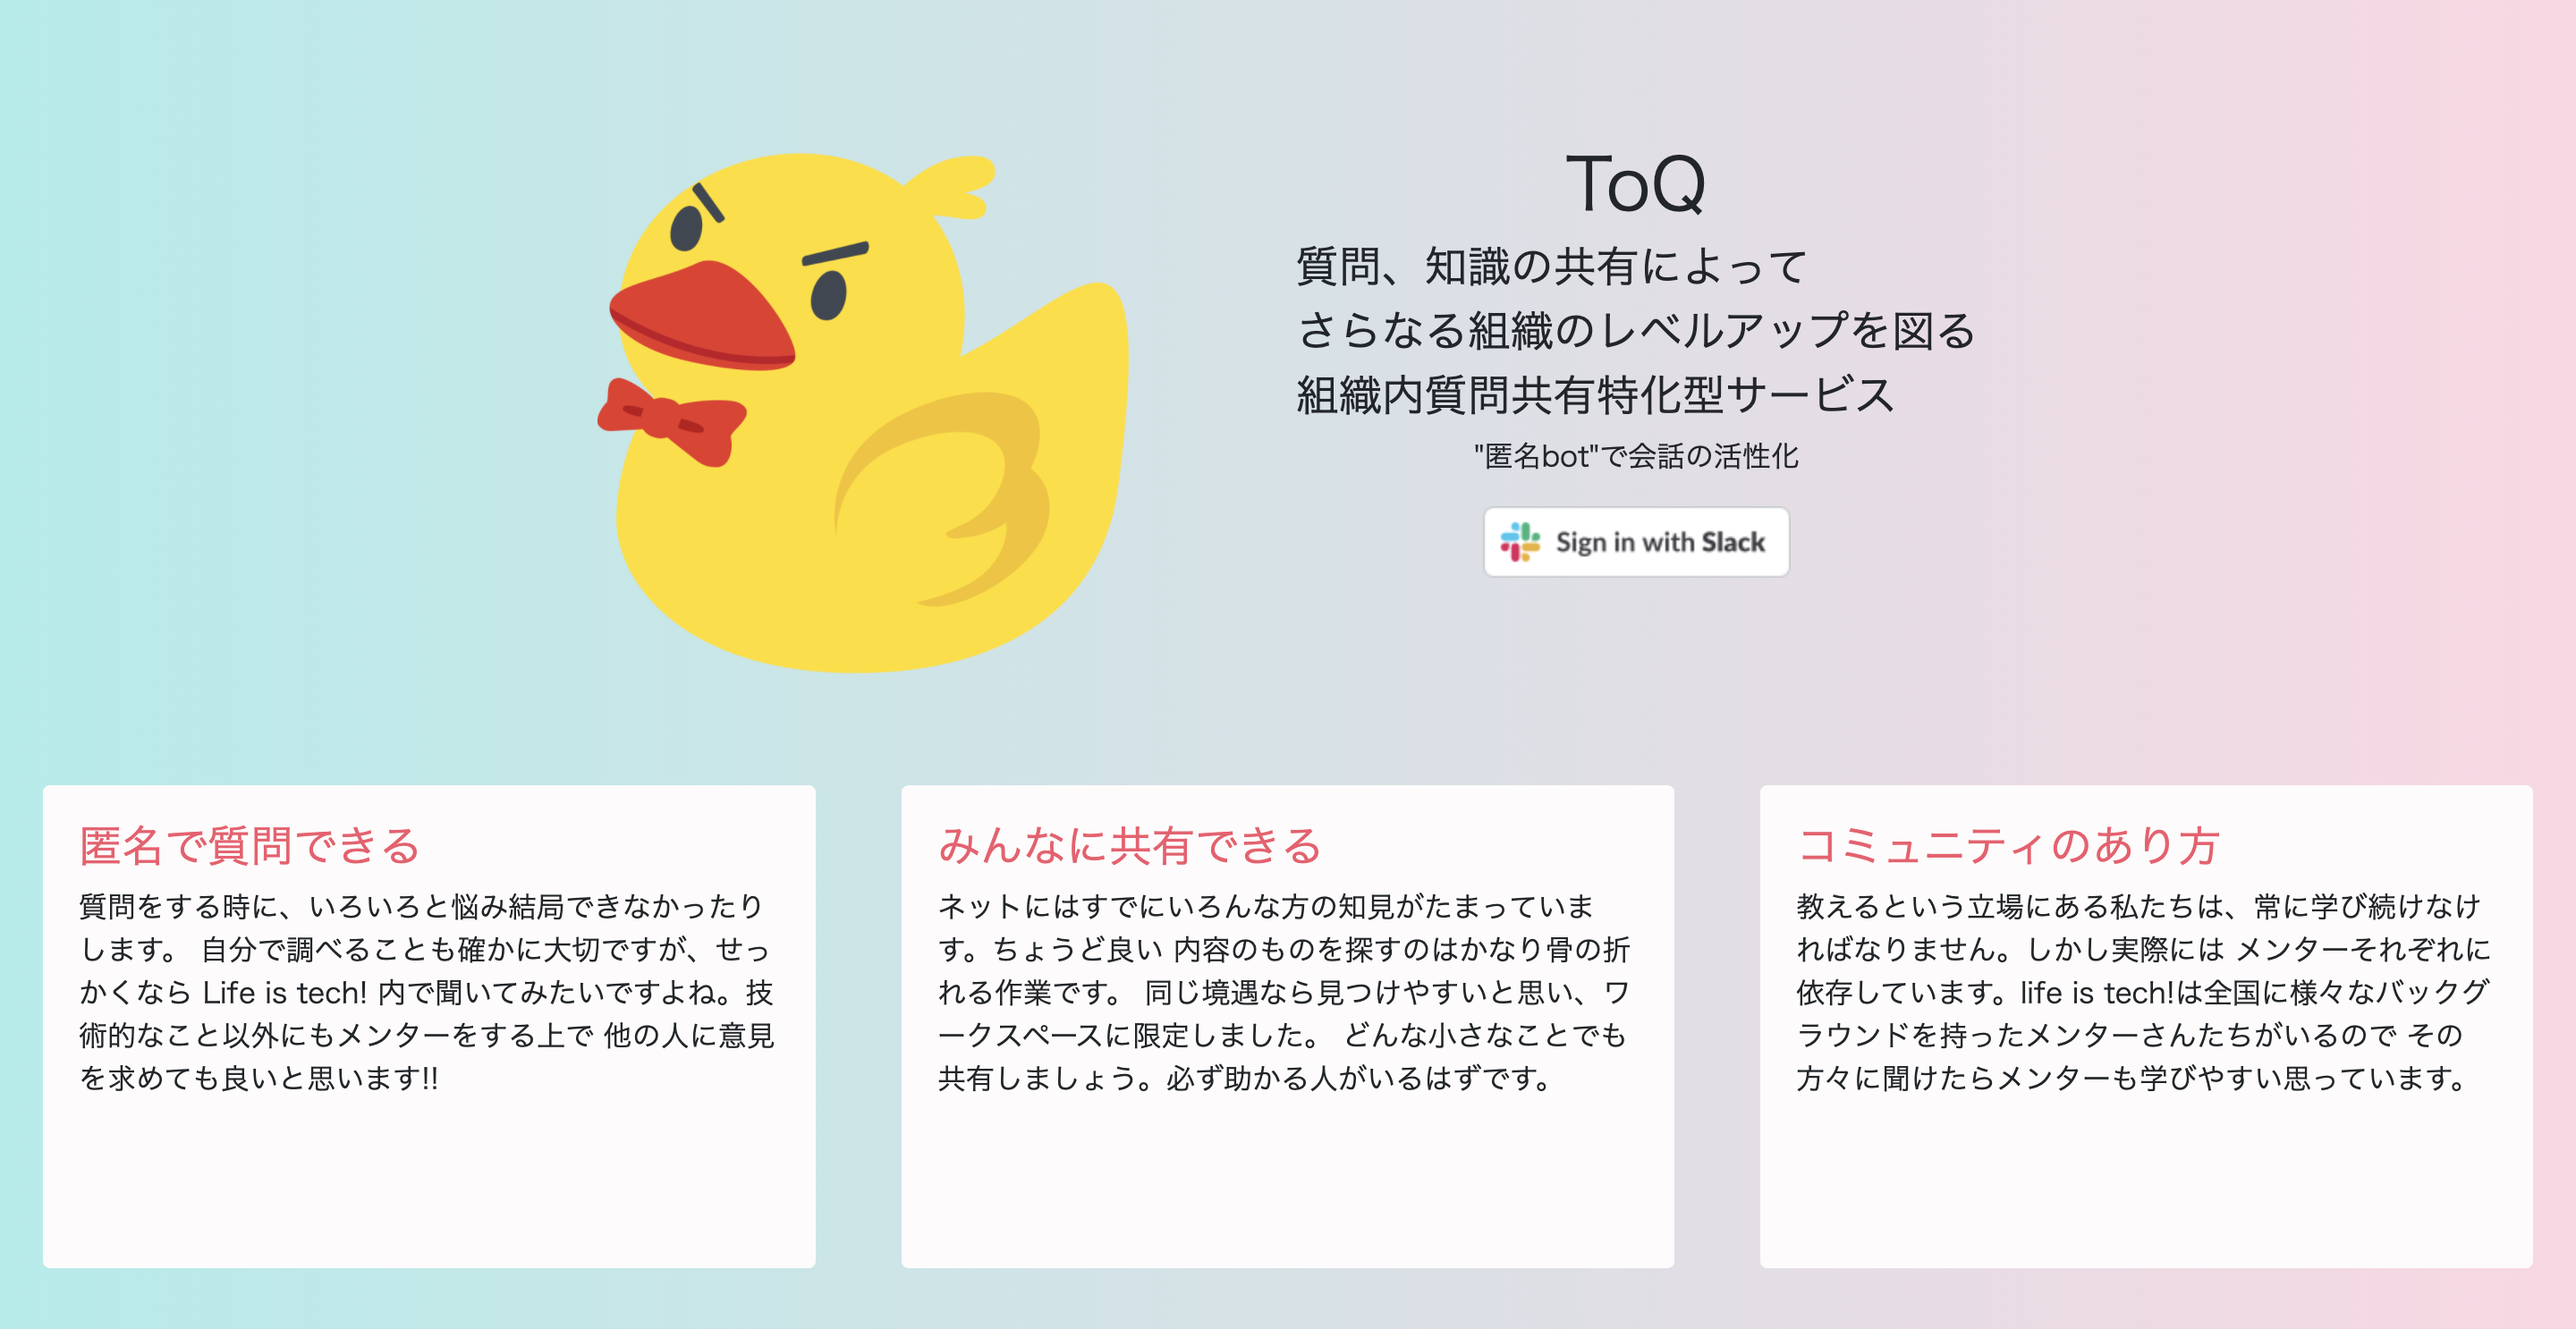 ToQ
質問、知識の共有によって
さらなる組織のレベルアップを図る
組織内質問共有特化型サービス
"匿名bot"で会話の活性化
Sign in with Slack
匿名で質問できる
質問をする時に、いろいろと悩み結局できなかったり
します。 自分で調べることも確かに大切ですが、せっ
かくなら Life is tech! 内で聞いてみたいですよね。技
術的なこと以外にもメンターをする上で 他の人に意見
を求めても良いと思います!!
みんなに共有できる
ネットにはすでにいろんな方の知見がたまっていま
す。ちょうど良い 内容のものを探すのはかなり骨の折
れる作業です。 同じ境遇なら見つけやすいと思い、ワ
ークスペースに限定しました。 どんな小さなことでも
共有しましょう。必ず助かる人がいるはずです。
コミュニティのあり方
教えるという立場にある私たちは、常に学び続けなけ
ればなりません。しかし実際には メンターそれぞれに
依存しています。life is tech!は全国に様々なバックグ
ラウンドを持ったメンターさんたちがいるので その
方々に聞けたらメンターも学びやすい思っています。